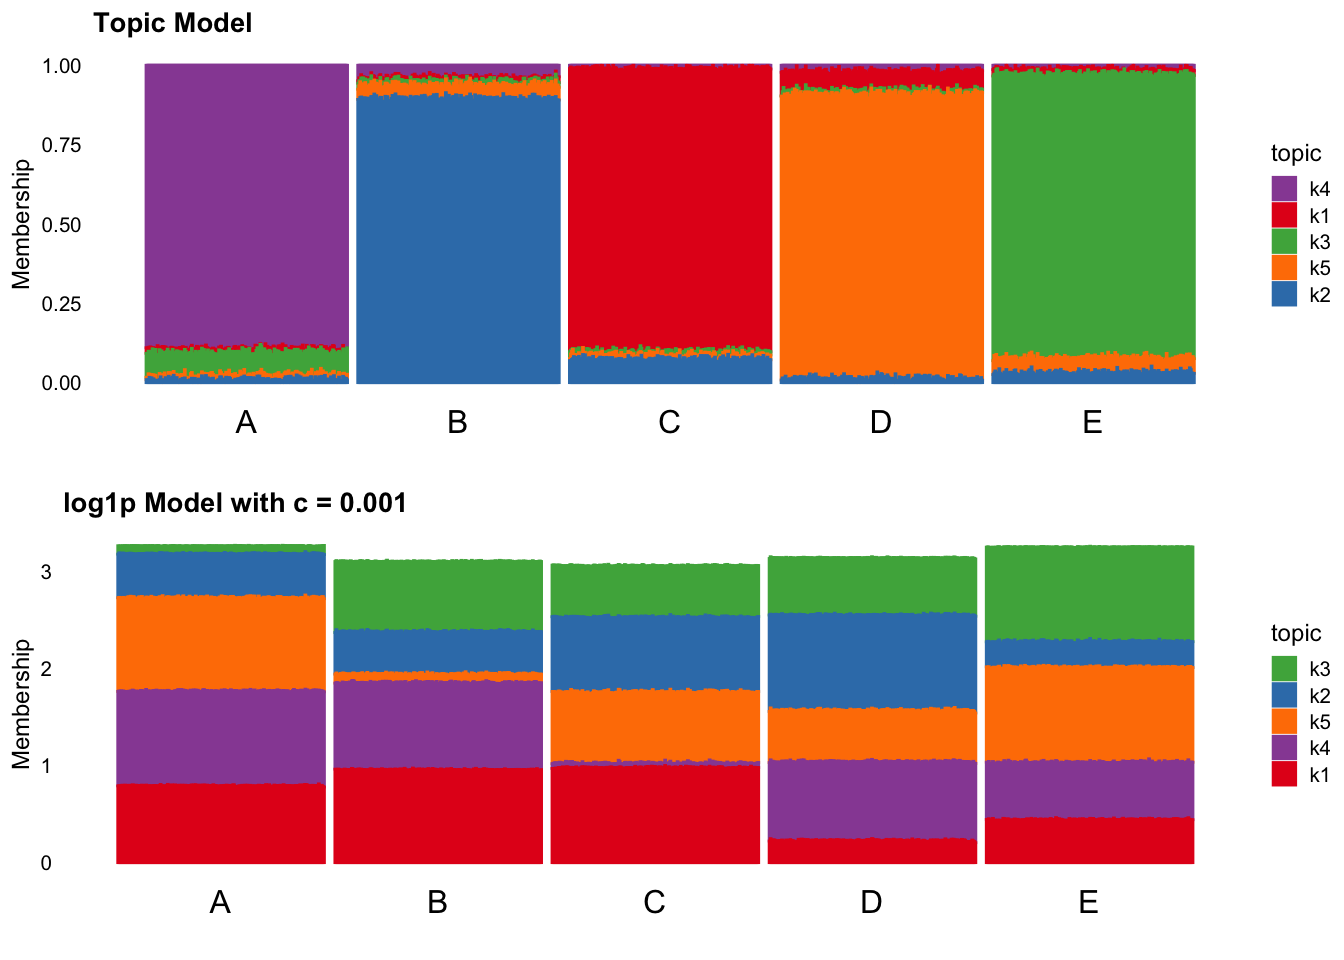 Topic Model
1.00
0.75
0.50
0.25
0.00
Membership
A B C D E
topic
k4
k1
k3
k5
k2
log1p Model with c = 0.001
3
2
1
0
Membership
A B C D E
topic
k3
k2
k5
k4
k1